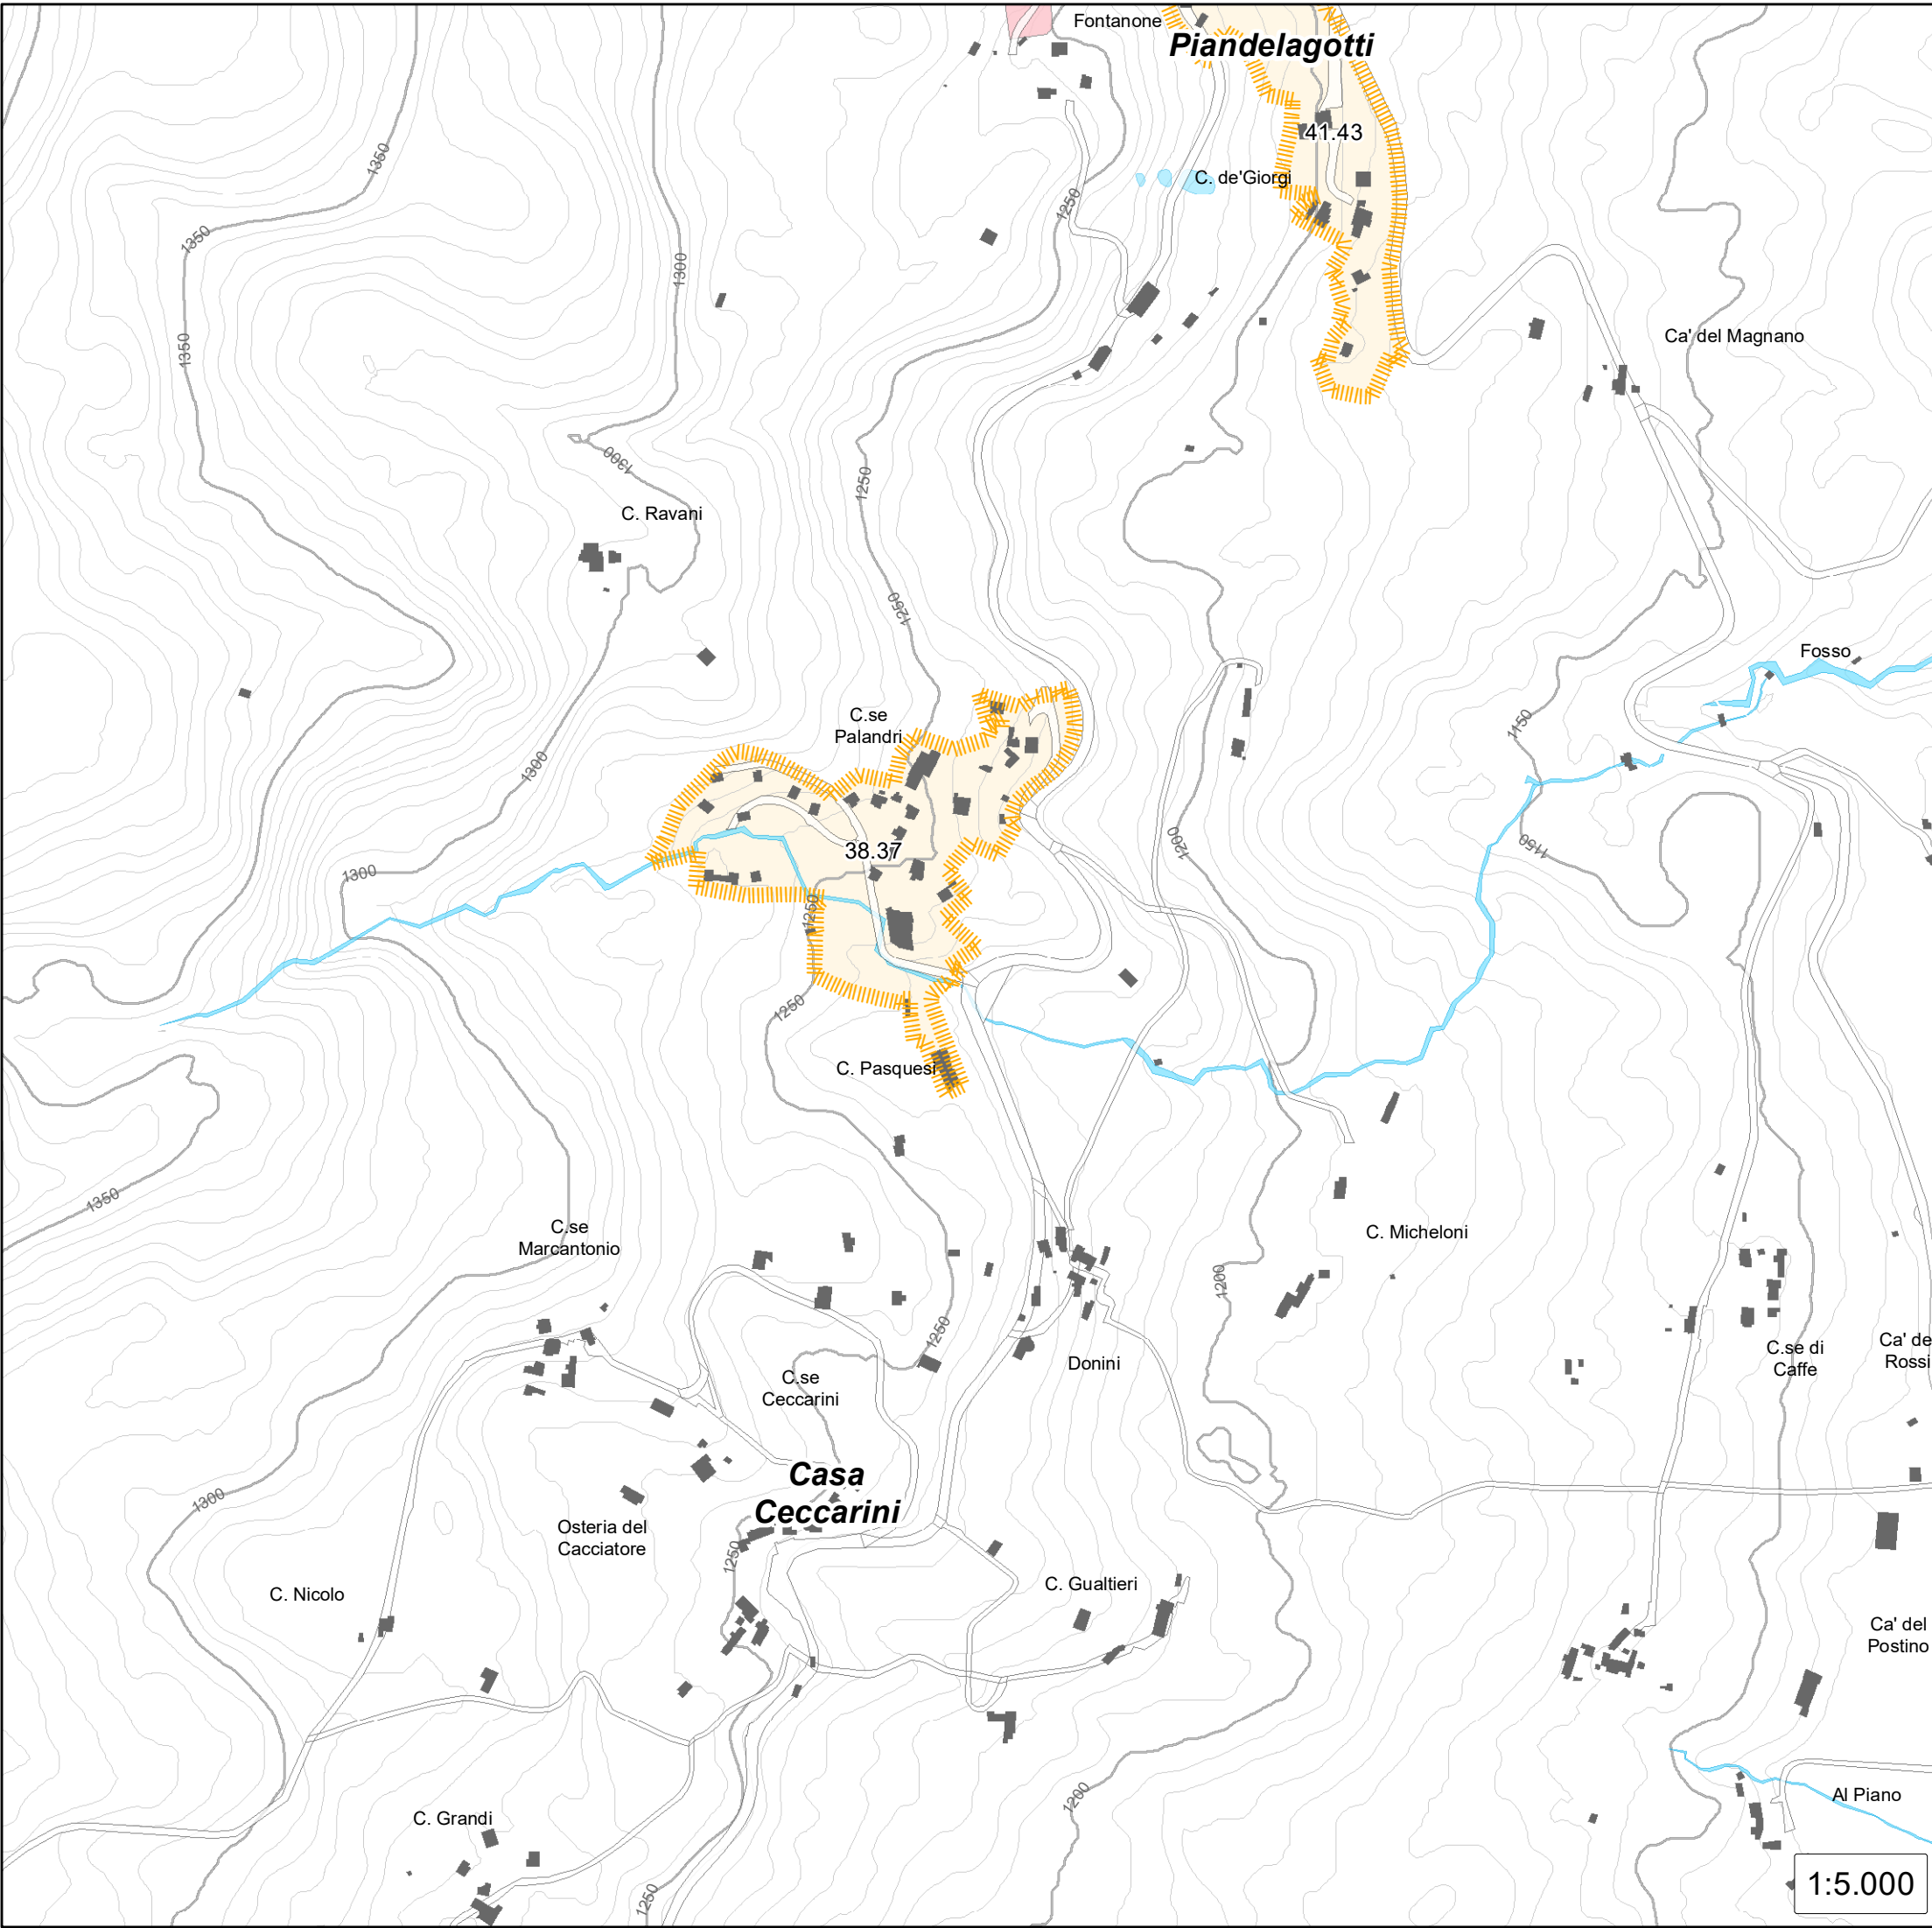 Fontanone
Piandelagotti
41.43
1350
C. de'Giorgi
1250
1350
1300
Ca' del Magnano
1350
1300
1250
C. Ravani
1250
Fosso
C.se
Palandri
1150
1300
1200
1150
38.37
1300
1250
1250
C. Pasquesi
1350
C.se
Marcantonio
C. Micheloni
1200
1250
Donini
C.se di
Caffe
Ca' de
Rossi
C.se
Ceccarini
Casa
Ceccarini
1300
Osteria del
Cacciatore
1250
C. Nicolo
C. Gualtieri
Ca' del
Postino
1200
Al Piano
C. Grandi
1250
1:5.000